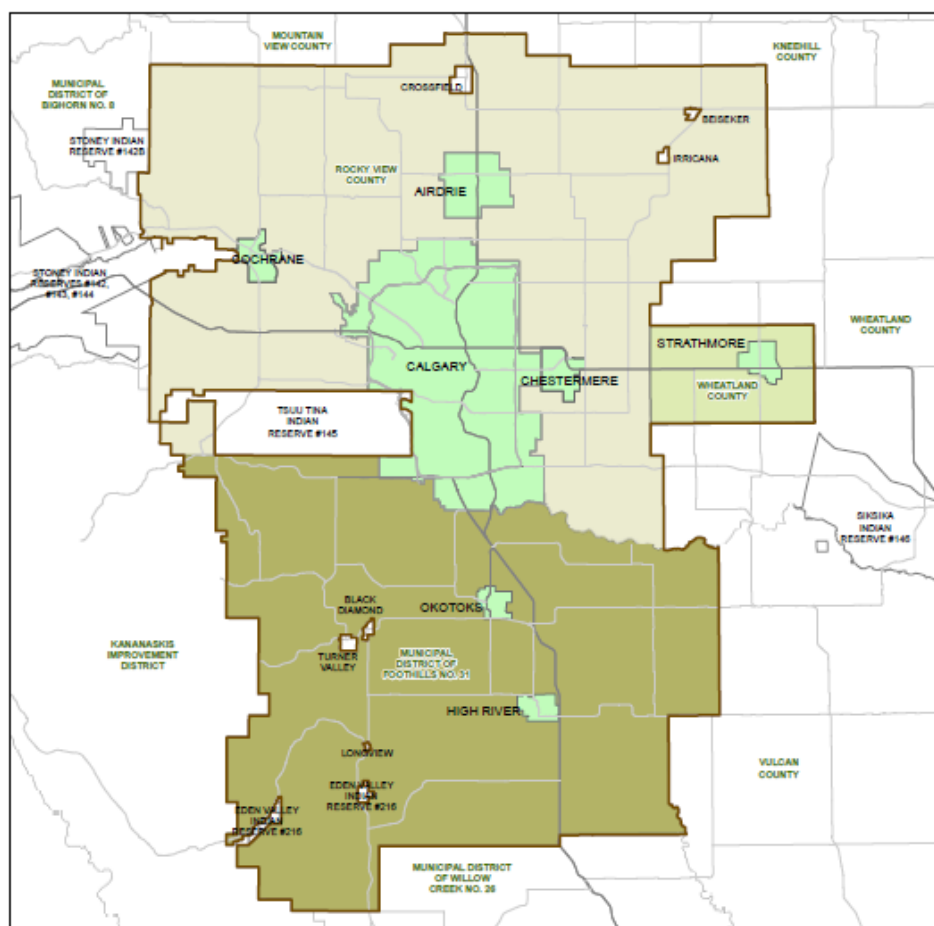 MOUNTAIN
VIEW COUNTY
KNEEHILL
COUNTY
MUNICIPAL
DISTRICT OF
BIGHORN NO. 8
CROSSFIELD
BEISEKER
STONEY INDIAN
RESERVE #142B
IRRICANA
ROCKY VIEW
COUNTY
AIRDRIE
COCHRANE
STONEY INDIAN
RESERVES #142,
#143, #144
WHEATLAND
COUNTY
STRATHMORE
CALGARY
CHESTERMERE
WHEATLAND
COUNTY
TSUU TINA
INDIAN
RESERVE #145
SIKSIKA
INDIAN
RESERVE #146
BLACK
DIAMOND
OKOTOKS
KANANASKIS
IMPROVEMENT
DISTRICT
TURNER
VALLEY
MUNICIPAL
DISTRICT OF
FOOTHILLS NO. 31
HIGH RIVER
LONGVIEW
VULCAN
COUNTY
EDEN VALLEY
INDIAN
RESERVE #216
EDEN VALLEY
INDIAN
RESERVE #216
MUNICIPAL DISTRICT
OF WILLOW
CREEK NO. 26